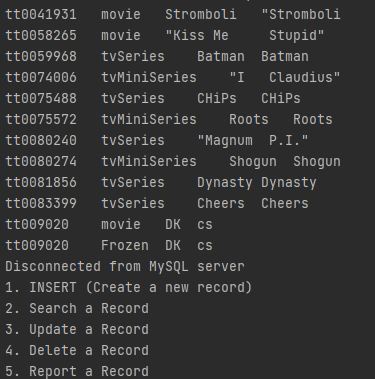 tt0041931   movie   Stromboli   "Stromboli
tt0058265   movie   "Kiss Me     Stupid"
tt0059968   tvSeries    Batman  Batman
tt0074006   tvMiniSeries    "I   Claudius"
tt0075488   tvSeries    CHiPs   CHiPs
tt0075572   tvMiniSeries    Roots   Roots
tt0080240   tvSeries    "Magnum  P.I."
tt0080274   tvMiniSeries    Shogun  Shogun
tt0081856   tvSeries    Dynasty Dynasty
tt0083399   tvSeries    Cheers  Cheers
tt009020    movie   DK  cs
tt009020    Frozen  DK  cs
Disconnected from MySQL server
1. INSERT (Create a new record)
2. Search a Record
3. Update a Record
4. Delete a Record
5. Report a Record